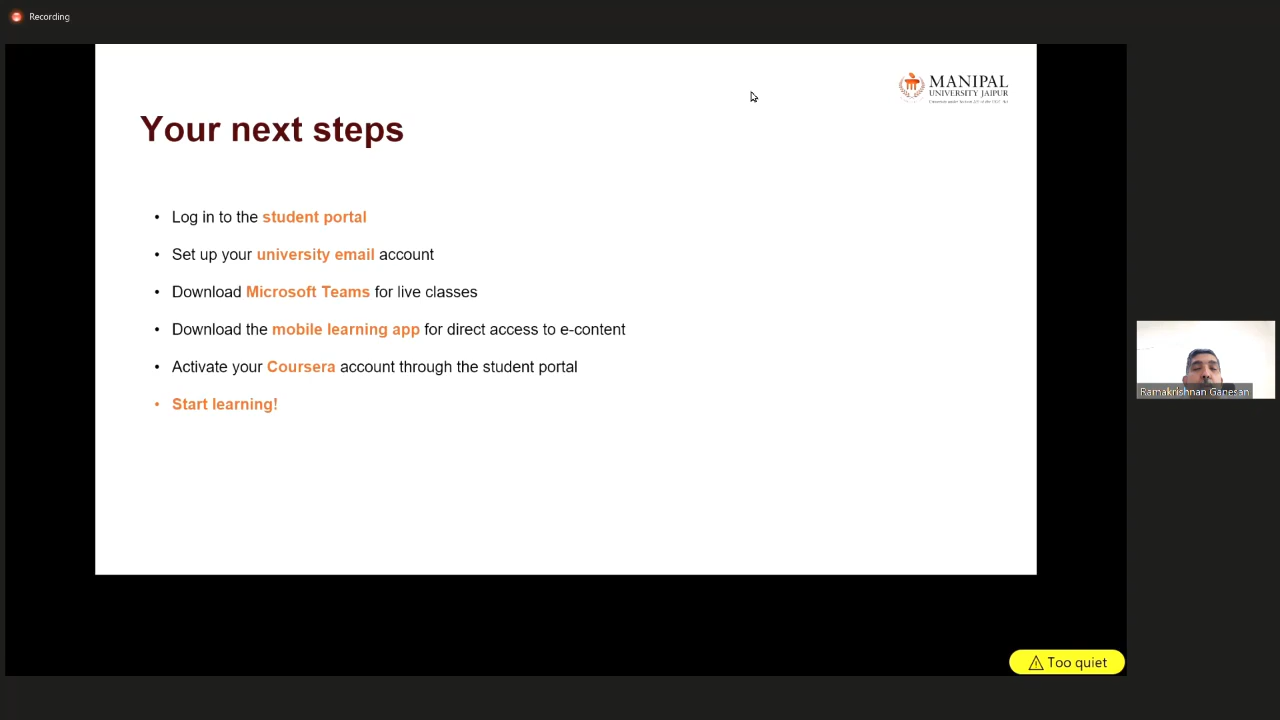 Recording
MANIPAL
UNIVERSITY JAIPUR
Your next steps
• Log in to the student portal
• Set up your university email account
• Download Microsoft Teams for live classes
• Download the mobile learning app for direct access to e-content
• Activate your Coursera account through the student portal
• Start learning!
Ramakrishnan Ganesan
Too quiet